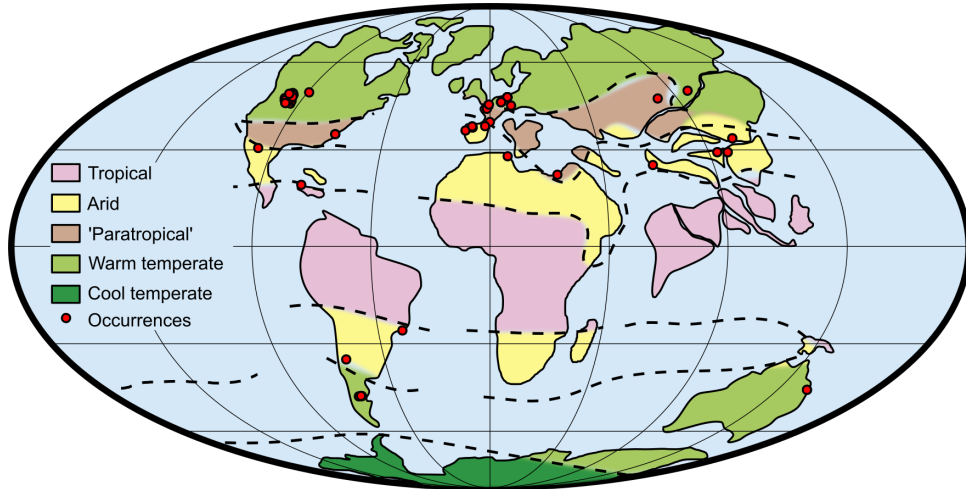 Tropical
Arid
'Paratropical'
Warm temperate
Cool temperate
Occurrences